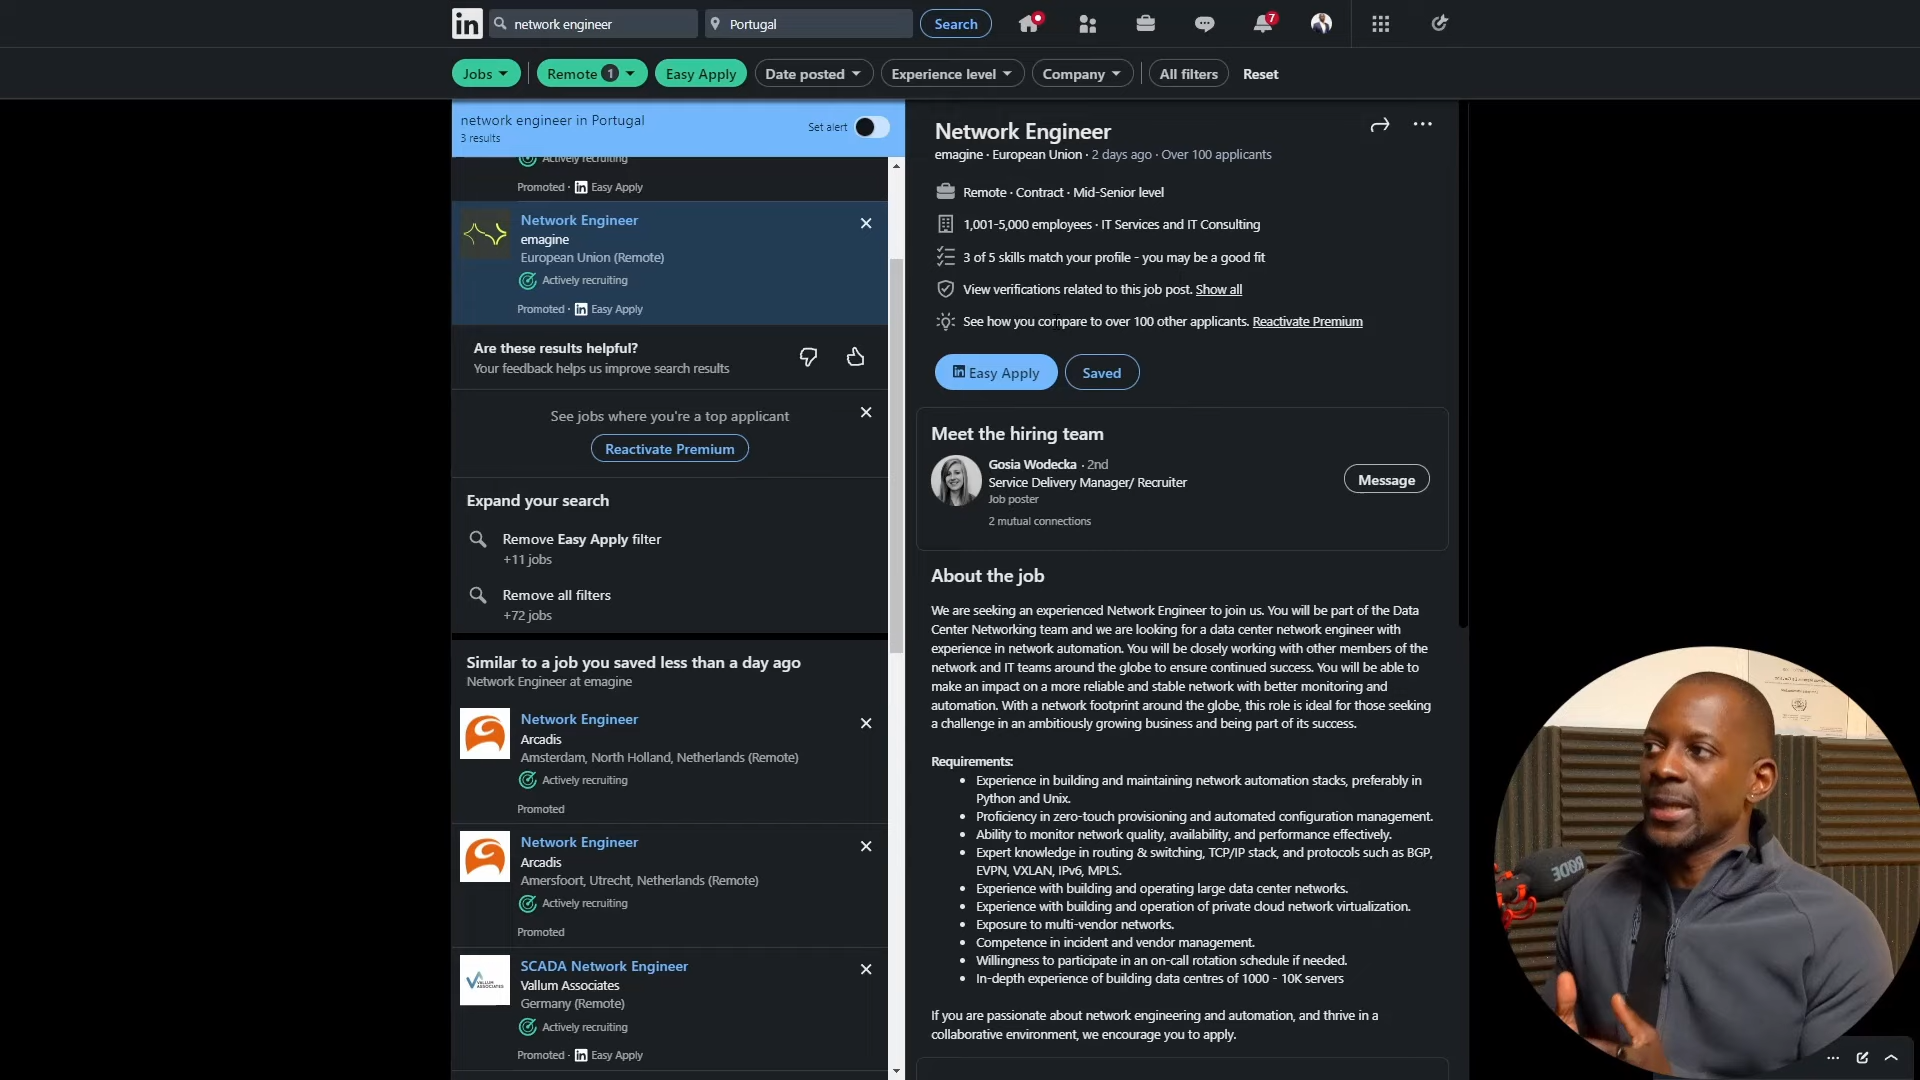 in
network engineer
Portugal
Search
7
Jobs
Remote 1
Easy Apply
Date posted
Experience level
Company
All filters
Reset
network engineer in Portugal
3 results
Set alert
Actively recruiting
Promoted · in Easy Apply
Network Engineer
emagine
European Union (Remote)
Actively recruiting
Promoted · in Easy Apply
Are these results helpful?
Your feedback helps us improve search results
See jobs where you're a top applicant
Reactivate Premium
Expand your search
Remove Easy Apply filter
+11 jobs
Remove all filters
+72 jobs
Similar to a job you saved less than a day ago
Network Engineer at emagine
Network Engineer
Arcadis
Amsterdam, North Holland, Netherlands (Remote)
Actively recruiting
Promoted
Network Engineer
Arcadis
Amersfoort, Utrecht, Netherlands (Remote)
Actively recruiting
Promoted
SCADA Network Engineer
Vallum Associates
VALLUM
ASSOCIATES
Germany (Remote)
Actively recruiting
Promoted · in Easy Apply
Network Engineer
emagine · European Union · 2 days ago · Over 100 applicants
Remote · Contract · Mid-Senior level
1,001-5,000 employees · IT Services and IT Consulting
3 of 5 skills match your profile - you may be a good fit
View verifications related to this job post. Show all
See how you compare to over 100 other applicants. Reactivate Premium
in Easy Apply
Saved
Meet the hiring team
Gosia Wodecka · 2nd
Service Delivery Manager/ Recruiter
Job poster
2 mutual connections
Message
About the job
We are seeking an experienced Network Engineer to join us. You will be part of the Data
Center Networking team and we are looking for a data center network engineer with
experience in network automation. You will be closely working with other members of the
network and IT teams around the globe to ensure continued success. You will be able to
make an impact on a more reliable and stable network with better monitoring and
automation. With a network footprint around the globe, this role is ideal for those seeking
a challenge in an ambitiously growing business and being part of its success.
Requirements:
• Experience in building and maintaining network automation stacks, preferably in
Python and Unix.
• Proficiency in zero-touch provisioning and automated configuration management.
• Ability to monitor network quality, availability, and performance effectively.
• Expert knowledge in routing & switching, TCP/IP stack, and protocols such as BGP,
EVPN, VXLAN, IPv6, MPLS.
• Experience with building and operating large data center networks.
• Experience with building and operation of private cloud network virtualization.
• Exposure to multi-vendor networks.
• Competence in incident and vendor management.
• Willingness to participate in an on-call rotation schedule if needed.
• In-depth experience of building data centres of 1000 - 10K servers
If you are passionate about network engineering and automation, and thrive in a
collaborative environment, we encourage you to apply.
RODE